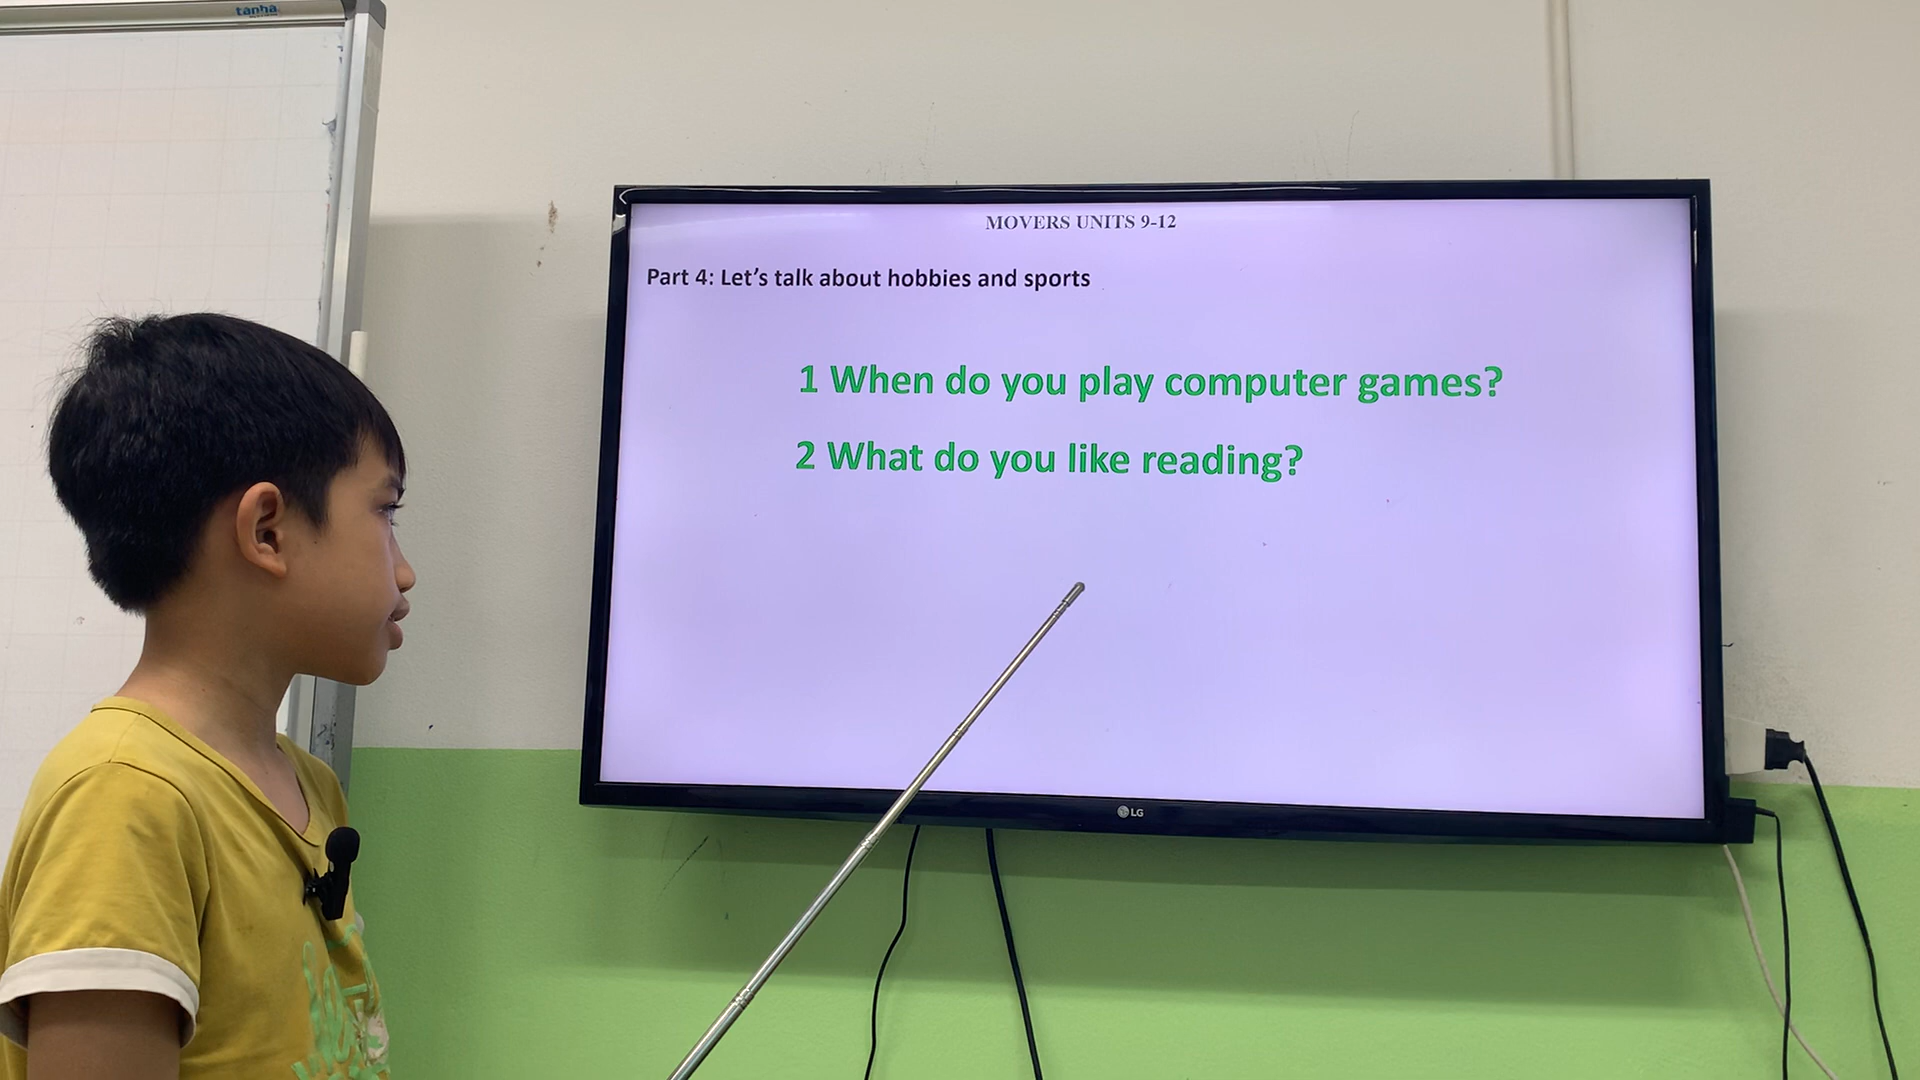 tânhà
MOVERS UNITS 9-12
Part 4: Let's talk about hobbies and sports
1 When do you play computer games?
2 What do you like reading?
LG